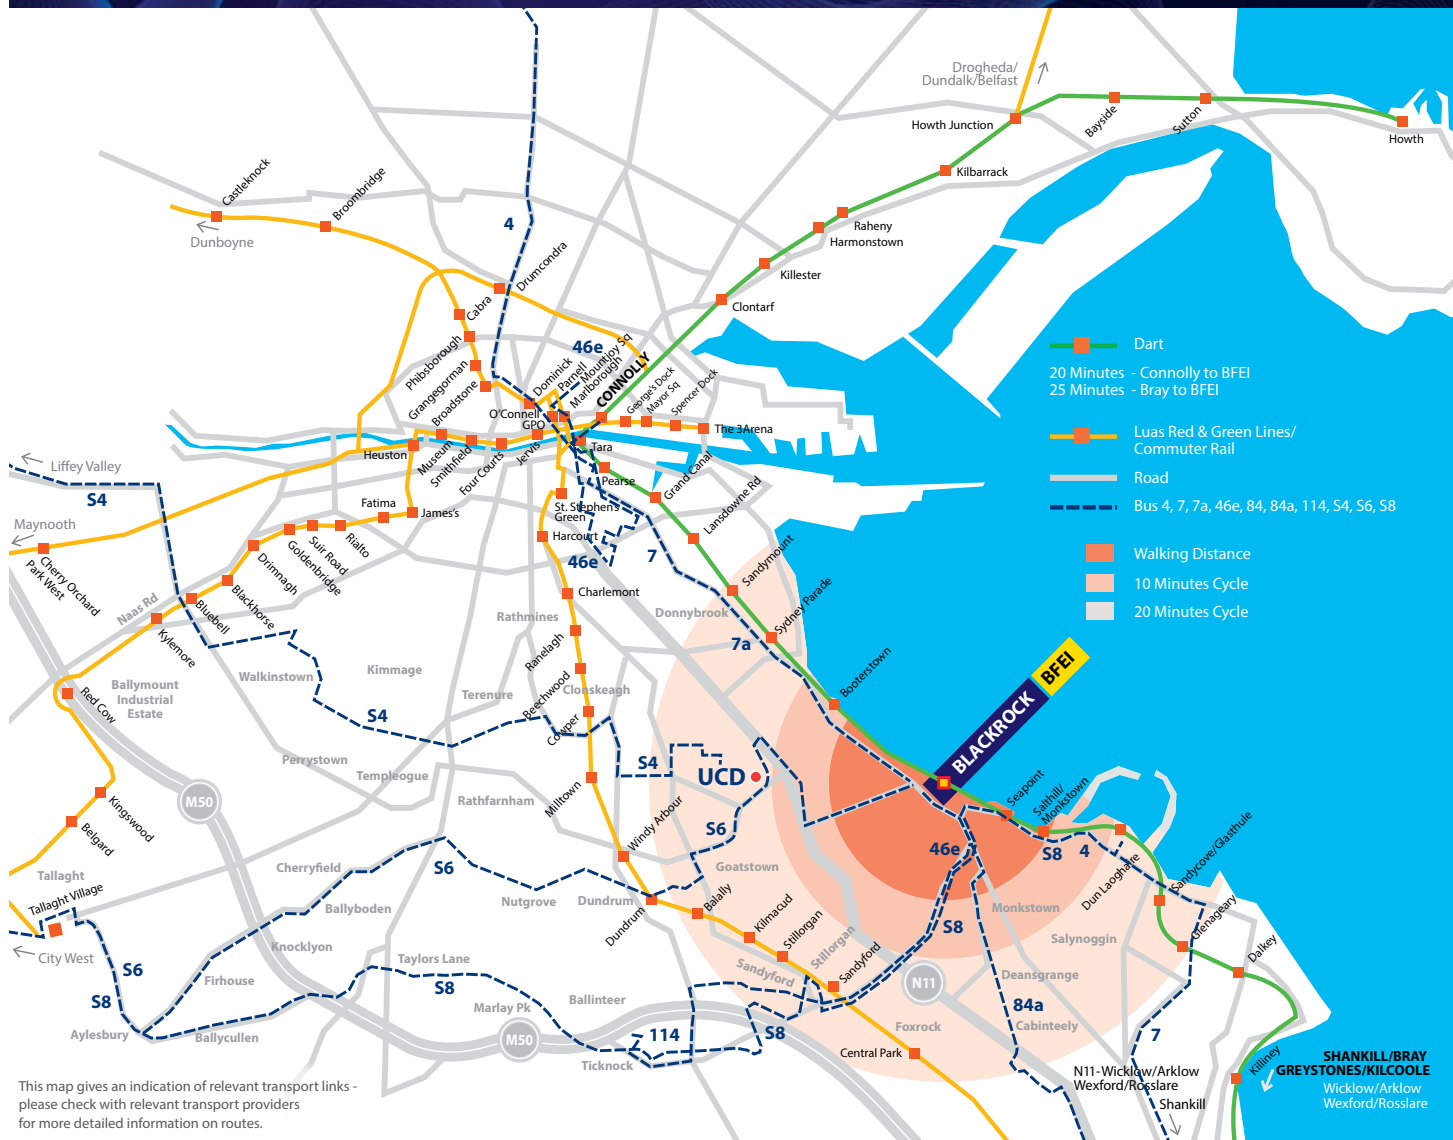 Drogheda/
Dundalk/Belfast
Howth Junction
Bayside
Sutton
Howth
Kilbarrack
Castleknock
Broombridge
Dunboyne
4
Raheny
Harmonstown
Drumcondra
Killester
Clontarf
Cabra
Phibsborough
Grangegorman
Broadstone
46e
Dominick
Parnell
Mountjoy Sq
Marlborough
CONNOLLY
George's Dock
Mayor Sq
Spencer Dock
The 3Arena
O'Connell
GPO
Heuston
Museum
Smithfield
Four Courts
Jervis
Tara
Pearse
Grand Canal
Lansdowne Rd
Dart
20 Minutes - Connolly to BFEI
25 Minutes - Bray to BFEI
Luas Red & Green Lines/
Commuter Rail
Road
Bus 4, 7, 7a, 46e, 84, 84a, 114, S4, S6, S8
Walking Distance
10 Minutes Cycle
20 Minutes Cycle
Liffey Valley
S4
Maynooth
Cherry Orchard
Park West
Fatima
James's
Rialto
Suir Road
Goldenbridge
Drimnagh
Blackhorse
Bluebell
Kylemore
Naas Rd
St. Stephen's
Green
Harcourt
46e
7
Charlemont
Sandymount
Sydney Parade
Donnybrook
7a
Rathmines
Ranelagh
Beechwood
Cowper
Clonskeagh
Booterstown
BLACKROCK
BFEI
Walkinstown
Kimmage
Terenure
Ballymount
Industrial
Estate
Red Cow
S4
Perrystown
Templeogue
M50
Rathfarnham
Milltown
S4
UCD
Windy Arbour
S6
Seapoint
Salthill/
Monkstown
Kingswood
Belgard
Tallaght
Tallaght Village
City West
Cherryfield
S6
Ballyboden
Nutgrove
Dundrum
Dundrum
Goatstown
Balally
Kilmacud
Stillorgan
Stillorgan
Sandyford
Sandyford
46e
S8
4
Dun Laoghaire
Sandycove/Glasthule
Glenageary
Dalkey
Monkstown
Salynoggin
S8
Deansgrange
N11
84a
Cabinteely
Foxrock
Central Park
Knocklyon
Firhouse
S6
S8
Taylors Lane
S8
Marlay Pk
Ballinteer
M50
114
Ticknock
S8
Aylesbury
Ballycullen
7
Killiney
N11-Wicklow/Arklow
Wexford/Rosslare
Shankill
SHANKILL/BRAY
GREYSTONES/KILCOOLE
Wicklow/Arklow
Wexford/Rosslare
This map gives an indication of relevant transport links -
please check with relevant transport providers
for more detailed information on routes.